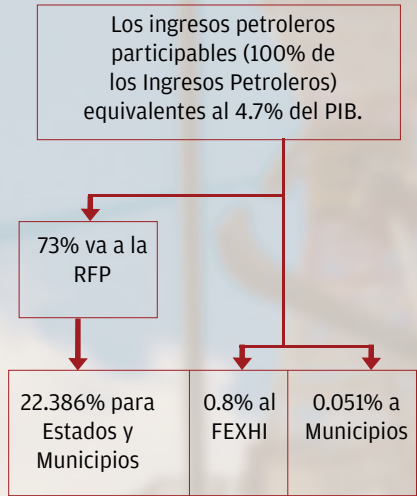 Los ingresos petroleros
participables (100% de
los Ingresos Petroleros)
equivalentes al 4.7% del PIB.
73% va a la
RFP
22.386% para
Estados y
Municipios
0.8% al
FEXHI
0.051% a
Municipios